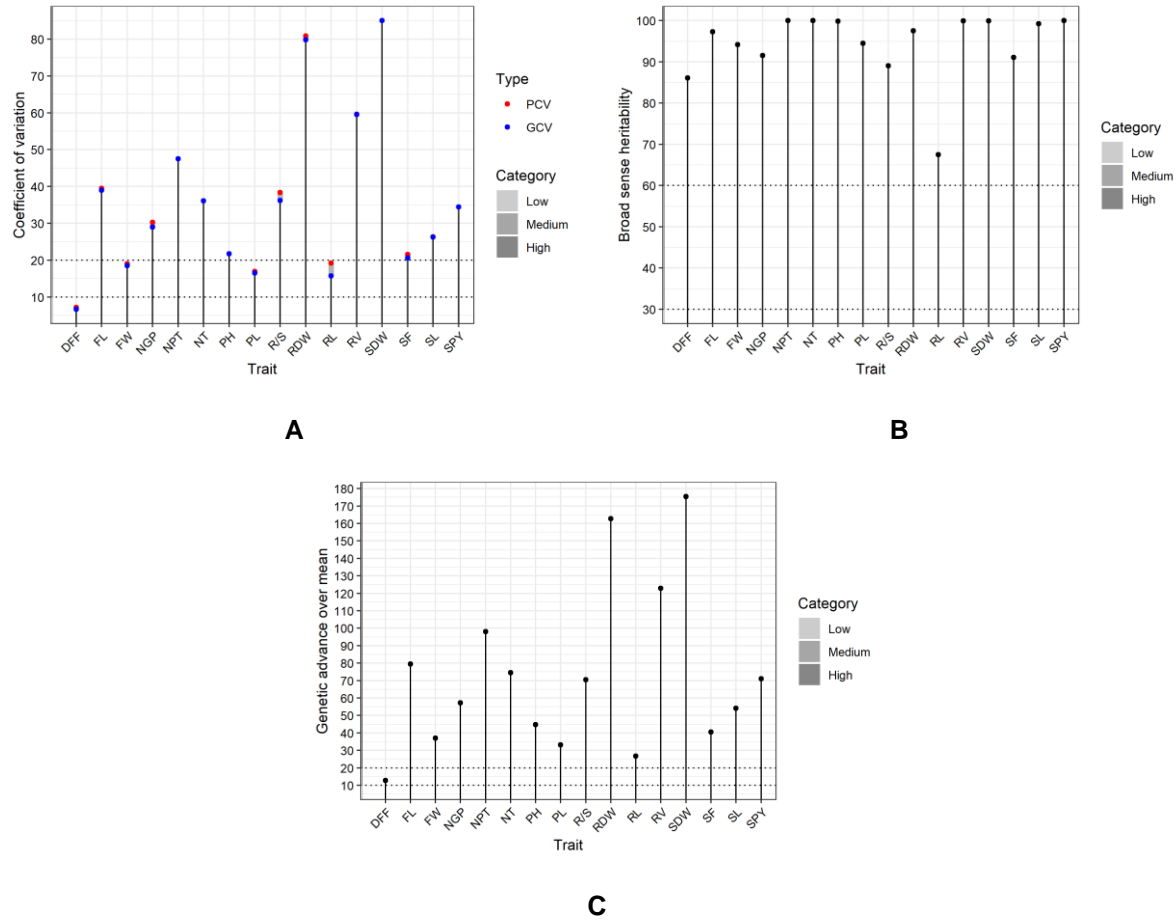 Coefficient of variation
80
70
60
50
40
30
20
10
DFF
FL
FW
NGP
NPT
NT
PH
PL
R/S
RDW
RL
RV
SDW
SF
SL
SPY
Trait
Type
PCV
GCV
Category
Low
Medium
High
A
Broad sense heritability
100
90
80
70
60
50
40
30
DFF
FL
FW
NGP
NPT
NT
PH
PL
R/S
RDW
RL
RV
SDW
SF
SL
SPY
Trait
Category
Low
Medium
High
B
Genetic advance over mean
180
170
160
150
140
130
120
110
100
90
80
70
60
50
40
30
20
10
DFF
FL
FW
NGP
NPT
NT
PH
PL
R/S
RDW
RL
RV
SDW
SF
SL
SPY
Trait
Category
Low
Medium
High
C